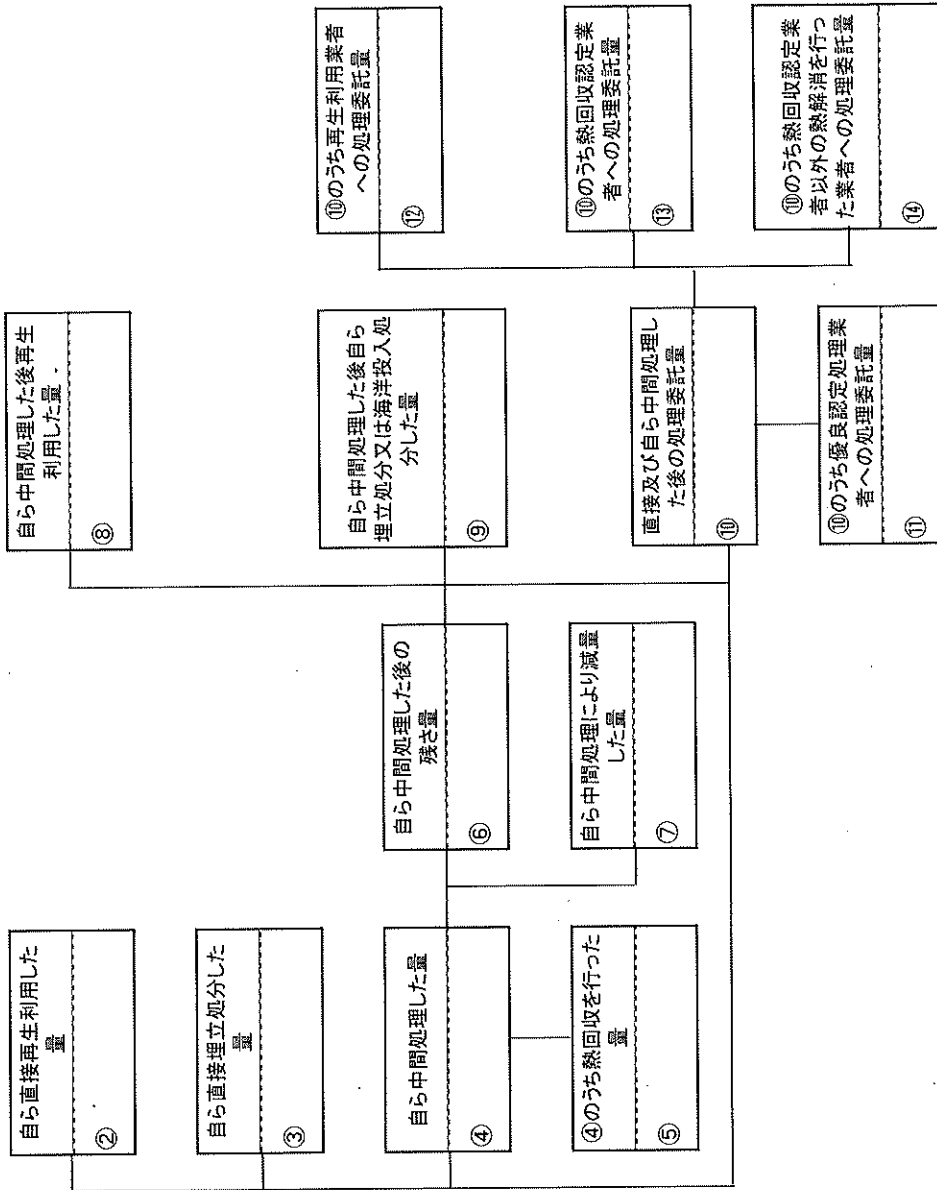 自ら直接再生利用した
量
②
自ら直接埋立処分した
量
③
自ら中間処理した量
④
④のうち熱回収を行った
量
⑤
自ら中間処理した後の
残さ量
⑥
自ら中間処理により減量
した量
⑦
自ら中間処理した後再生
利用した量
⑧
自ら中間処理した後自ら
埋立処分又は海洋投入処
分した量
⑨
直接及び自ら中間処理し
た後の処理委託量
⑩
⑩のうち優良認定処理業
者への処理委託量
⑪
⑩のうち再生利用業者
への処理委託量
⑫
⑩のうち熱回収認定業
者への処理委託量
⑬
⑩のうち熱回収認定業
者以外の熱解消を行っ
た業者への処理委託量
⑭